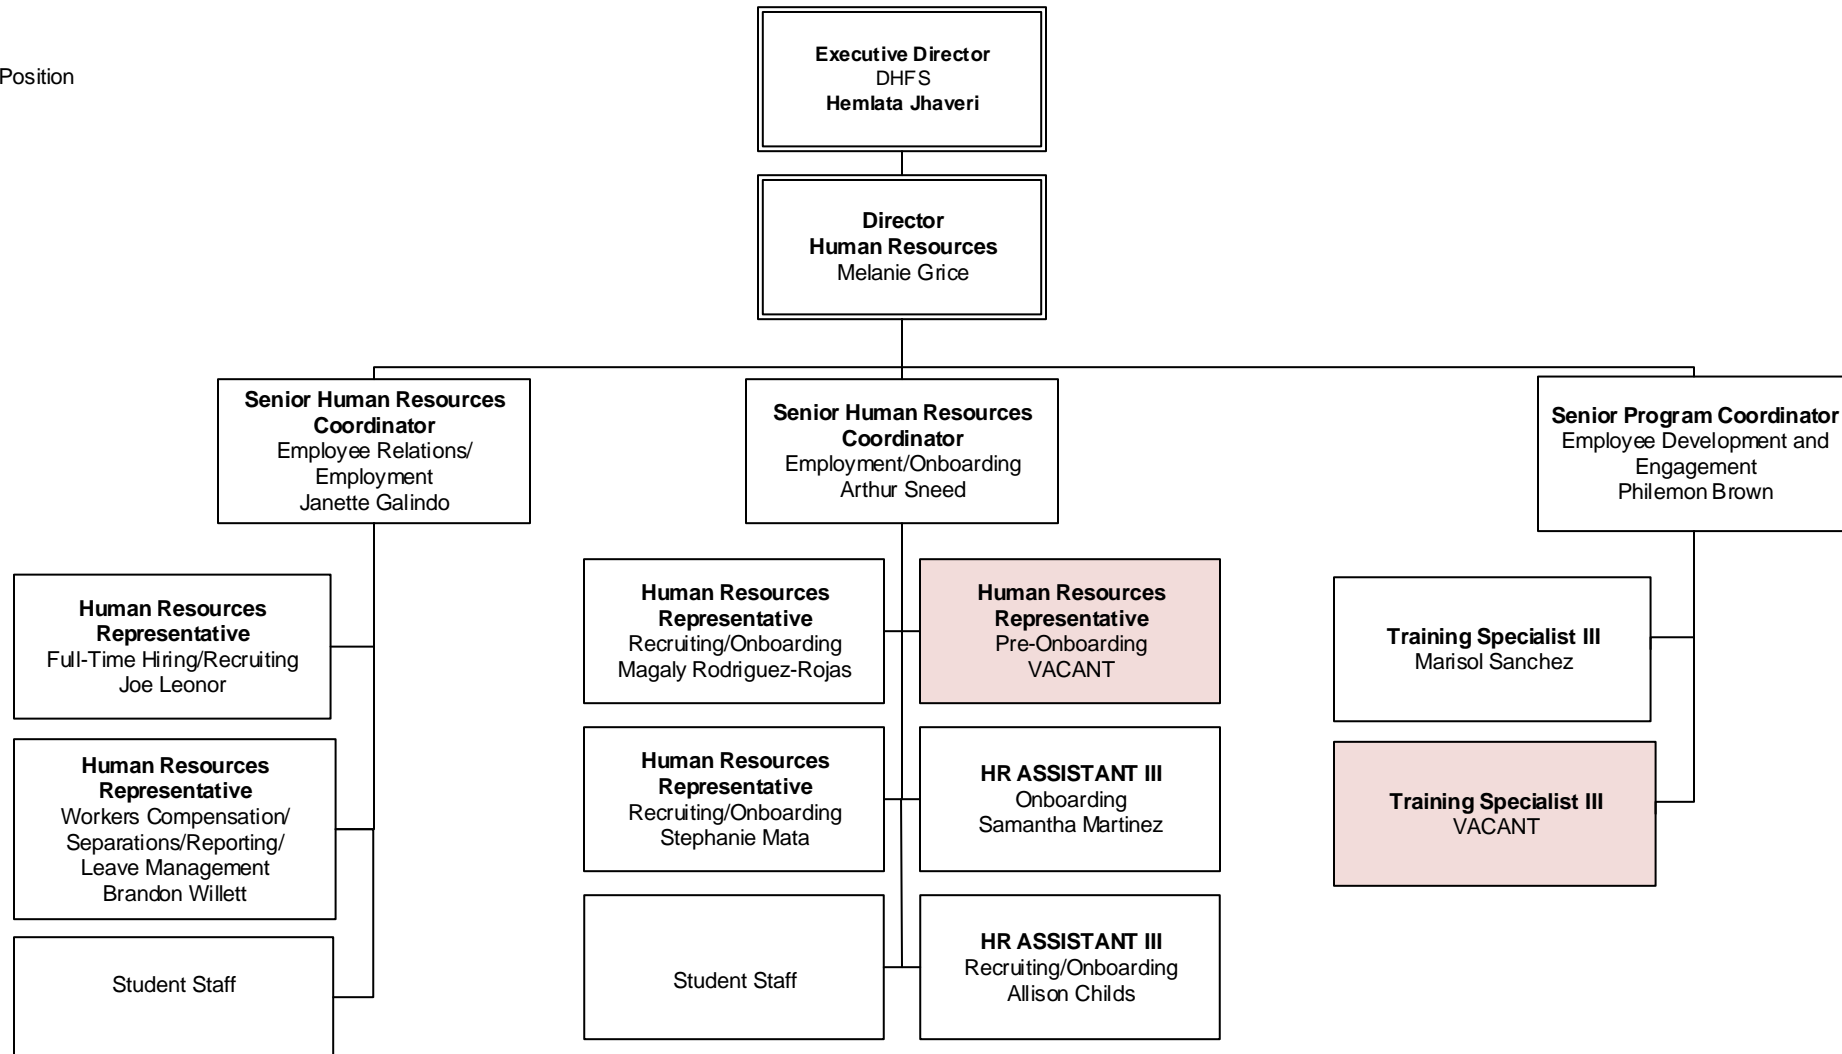 Position
Executive Director
DHFS
Hemlata Jhaveri
Director
Human Resources
Melanie Grice
Senior Human Resources
Coordinator
Employee Relations/
Employment
Janette Galindo
Senior Human Resources
Coordinator
Employment/Onboarding
Arthur Sneed
Senior Program Coordinator
Employee Development and
Engagement
Philemon Brown
Human Resources
Representative
Full-Time Hiring/Recruiting
Joe Leonor
Human Resources
Representative
Workers Compensation/
Separations/Reporting/
Leave Management
Brandon Willett
Student Staff
Human Resources
Representative
Recruiting/Onboarding
Magaly Rodriguez-Rojas
Human Resources
Representative
Pre-Onboarding
VACANT
Human Resources
Representative
Recruiting/Onboarding
Stephanie Mata
HR ASSISTANT III
Onboarding
Samantha Martinez
Student Staff
HR ASSISTANT III
Recruiting/Onboarding
Allison Childs
Training Specialist III
Marisol Sanchez
Training Specialist III
VACANT